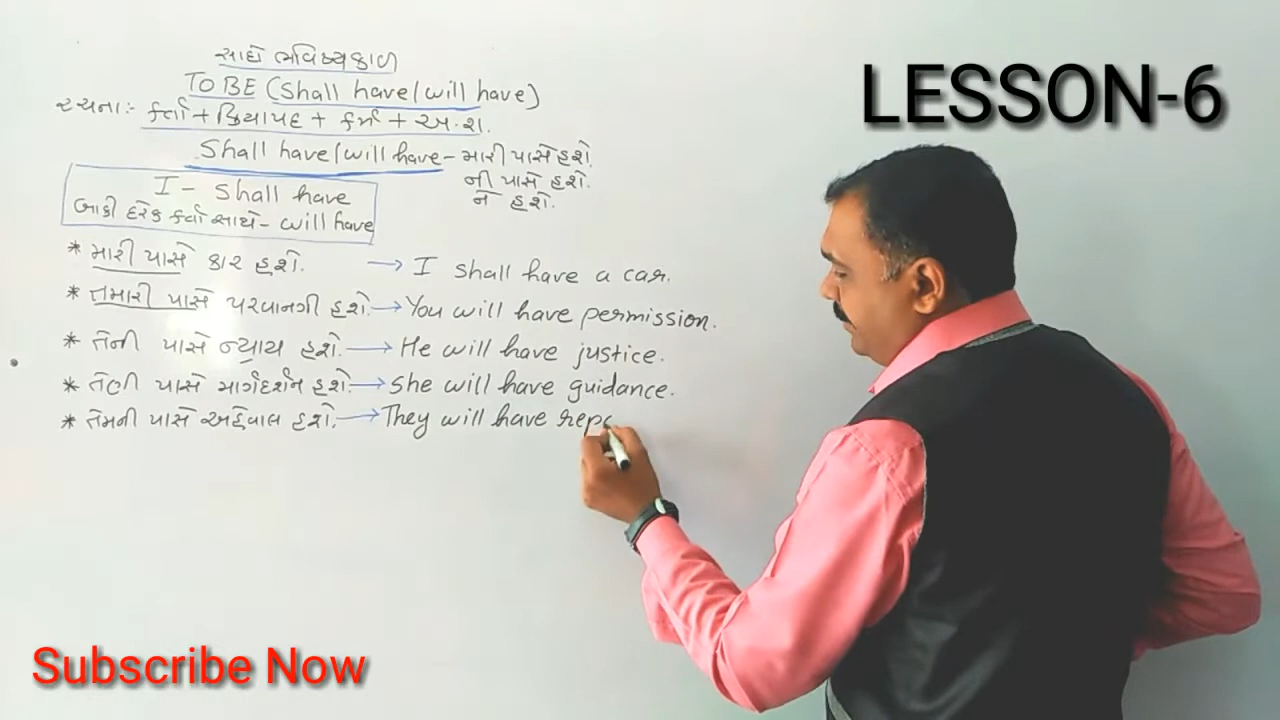 LESSON-6
સાદો ભવિષ્યકાળ
TO BE (Shall have/will have)
રચના:- કર્તા + ક્રિયાપદ + કર્મ + અ.શ.
Shall have/will have - મારી પાસે હશે.
ની પાસે હશે.
ને હશે.
I - Shall have
બાકી દરેક કર્તા સાથે - will have
* મારી પાસે કાર હશે. → I shall have a car.
* તમારી પાસે પરવાનગી હશે. → You will have permission.
* તેની પાસે ન્યાય હશે. → He will have justice.
* તેણી પાસે માર્ગદર્શન હશે. → She will have guidance.
* તેમની પાસે અહેવાલ હશે. → They will have repo
Subscribe Now